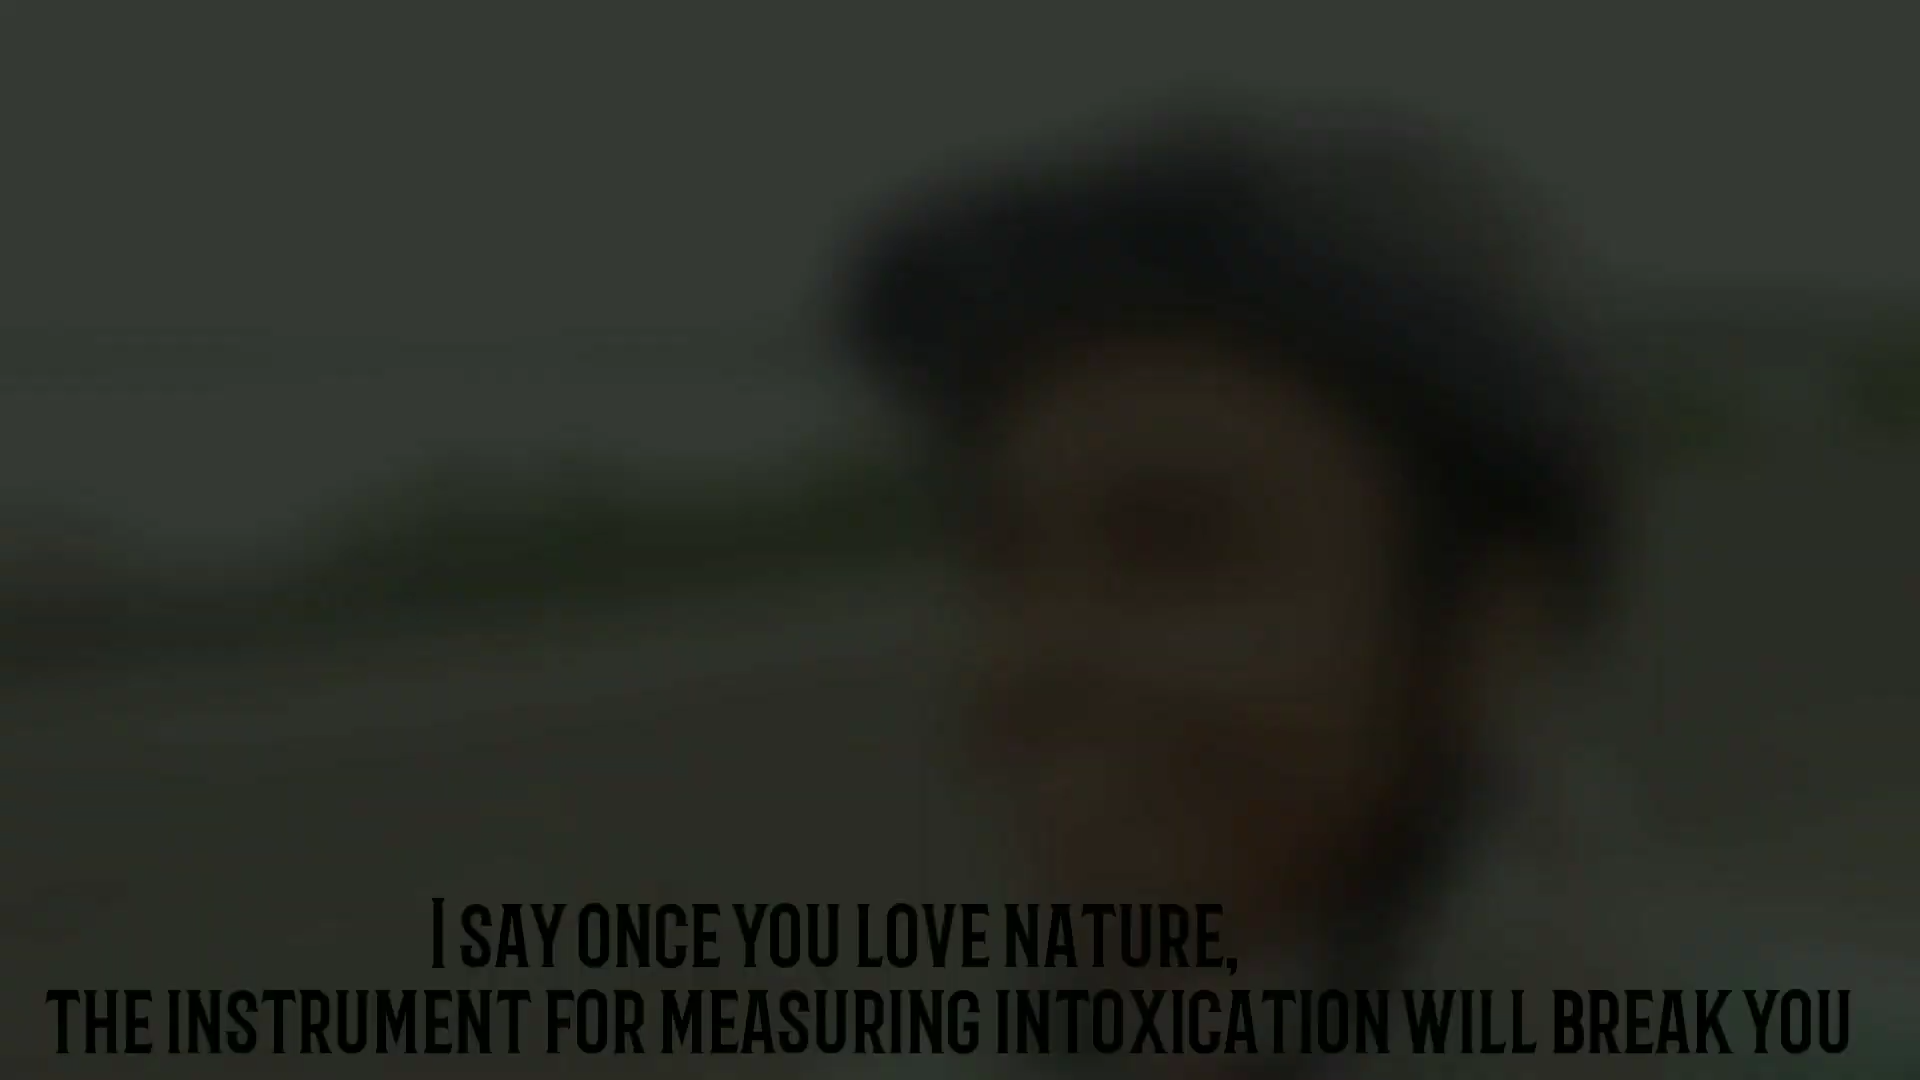 I SAY ONCE YOU LOVE NATURE,
THE INSTRUMENT FOR MEASURING INTOXICATION WILL BREAK YOU